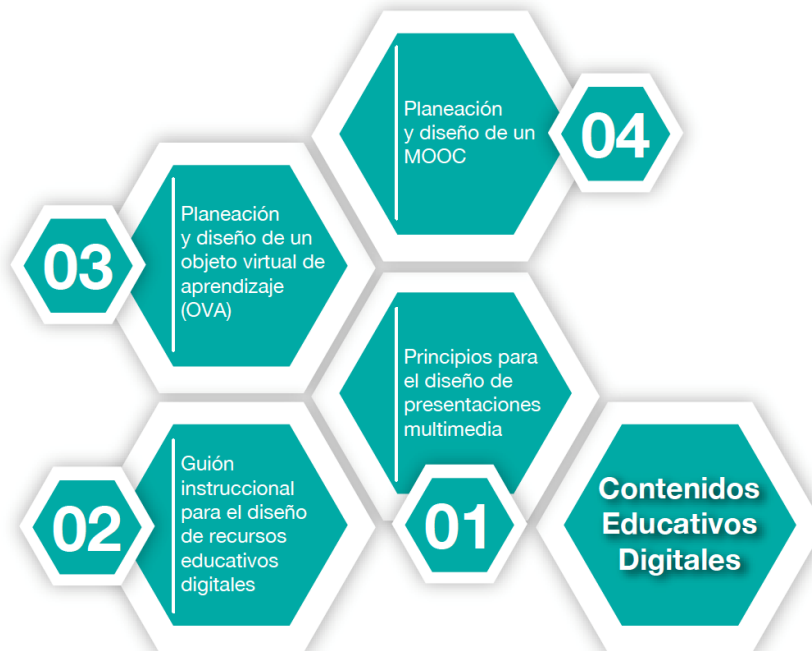 Contenidos
Educativos
Digitales
01
Principios para
el diseño de
presentaciones
multimedia
02
Guión
instruccional
para el diseño
de recursos
educativos
digitales
03
Planeación
y diseño de un
objeto virtual de
aprendizaje
(OVA)
04
Planeación
y diseño de un
MOOC